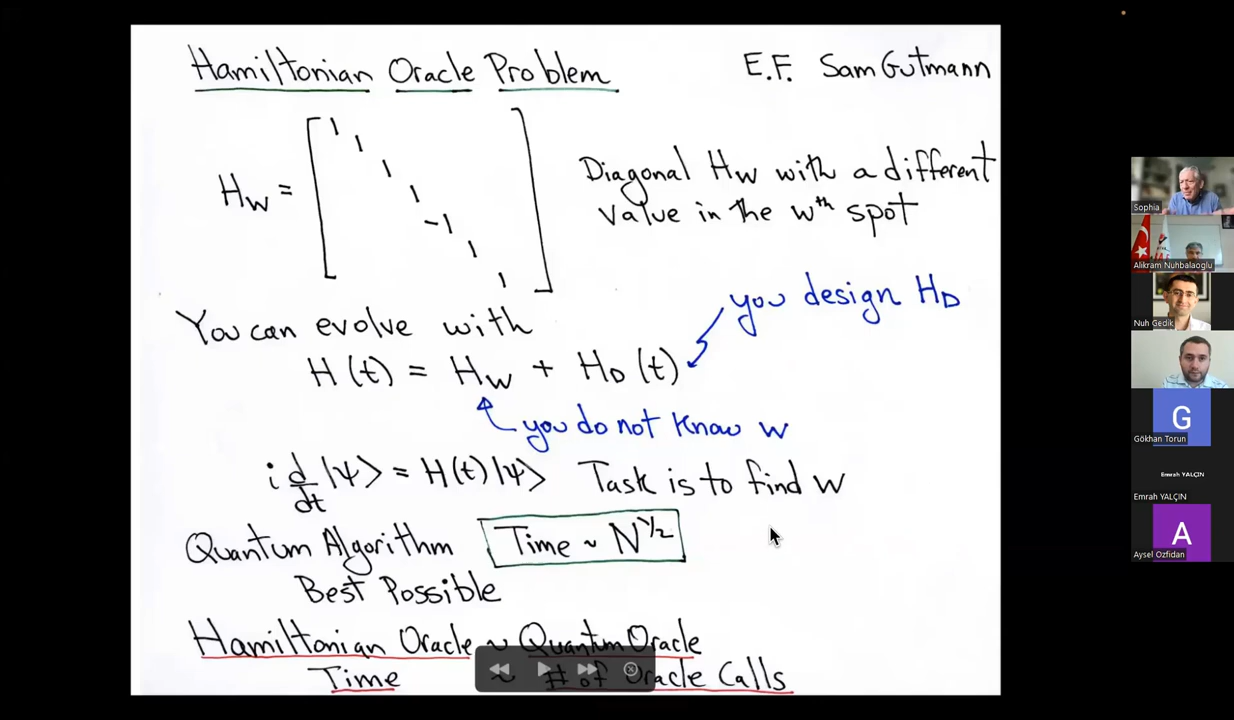 Hamiltonian Oracle Problem
E.F. Sam Gutmann
Hw = [1 1 1 1 -1 1 1]
Diagonal Hw with a different
value in the wth spot
You can evolve with
you design HD
H(t) = Hw + HD(t)
you do not know w
i d/dt |ψ> = H(t)|ψ> Task is to find w
Quantum Algorithm Time ~ N^1/2
Best Possible
Hamiltonian Oracle ~ Quantum Oracle
Time ~ # of Oracle Calls
Sophia
Alikram Nuhbalaoglu
Nuh Gedik
G
Gökhan Torun
Emrah YALÇIN
Emrah YALÇIN
A
Aysel Ozfidan